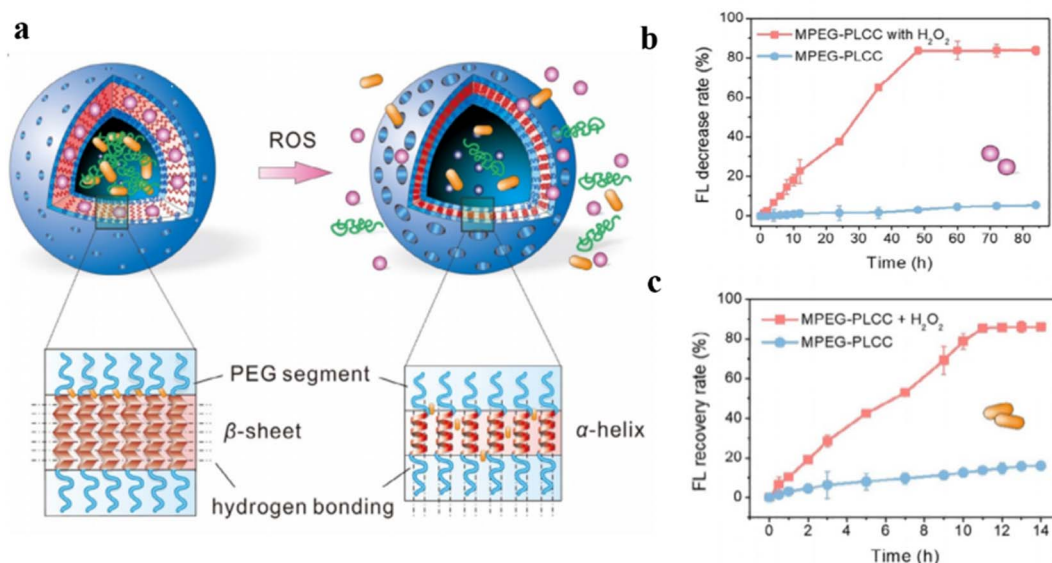 a
ROS
PEG segment
β-sheet
α-helix
hydrogen bonding
b
FL decrease rate (%)
100
80
60
40
20
0
MPEG-PLCC with H₂O₂
MPEG-PLCC
0 10 20 30 40 50 60 70 80
Time (h)
c
FL recovery rate (%)
100
80
60
40
20
0
MPEG-PLCC + H₂O₂
MPEG-PLCC
0 2 4 6 8 10 12 14
Time (h)